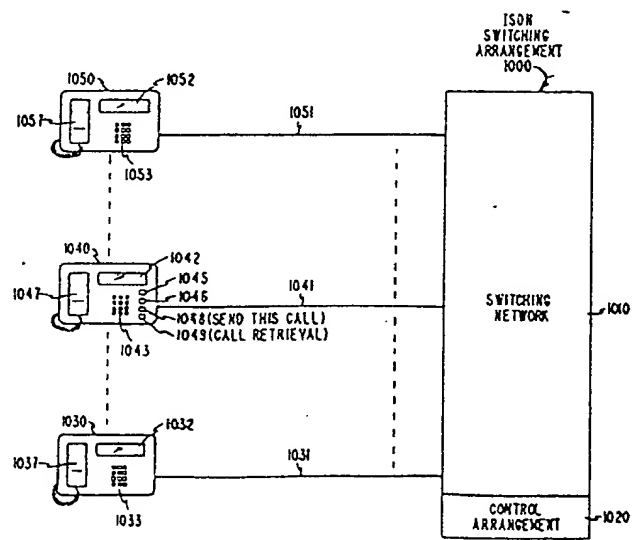 ISDN
SWITCHING
ARRANGEMENT
1000
1050
1052
1057
1051
1053
1040
1042
1045
1046
1047
1041
1048(SEND THIS CALL)
1049(CALL RETRIEVAL)
1043
SWITCHING
NETWORK
1010
1030
1032
1037
1031
1033
CONTROL
ARRANGEMENT
1020